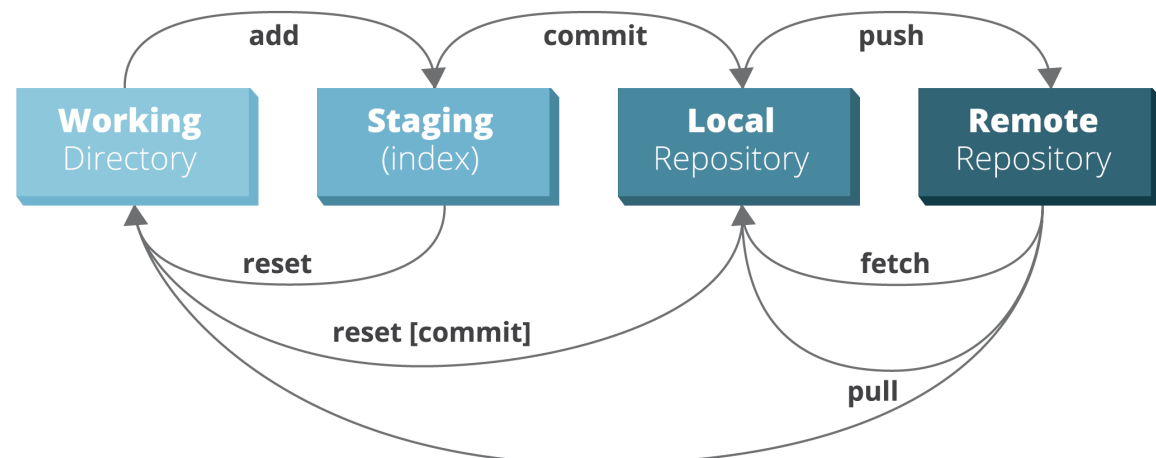 add
commit
push
Working
Directory
Staging
(index)
Local
Repository
Remote
Repository
reset
fetch
reset [commit]
pull